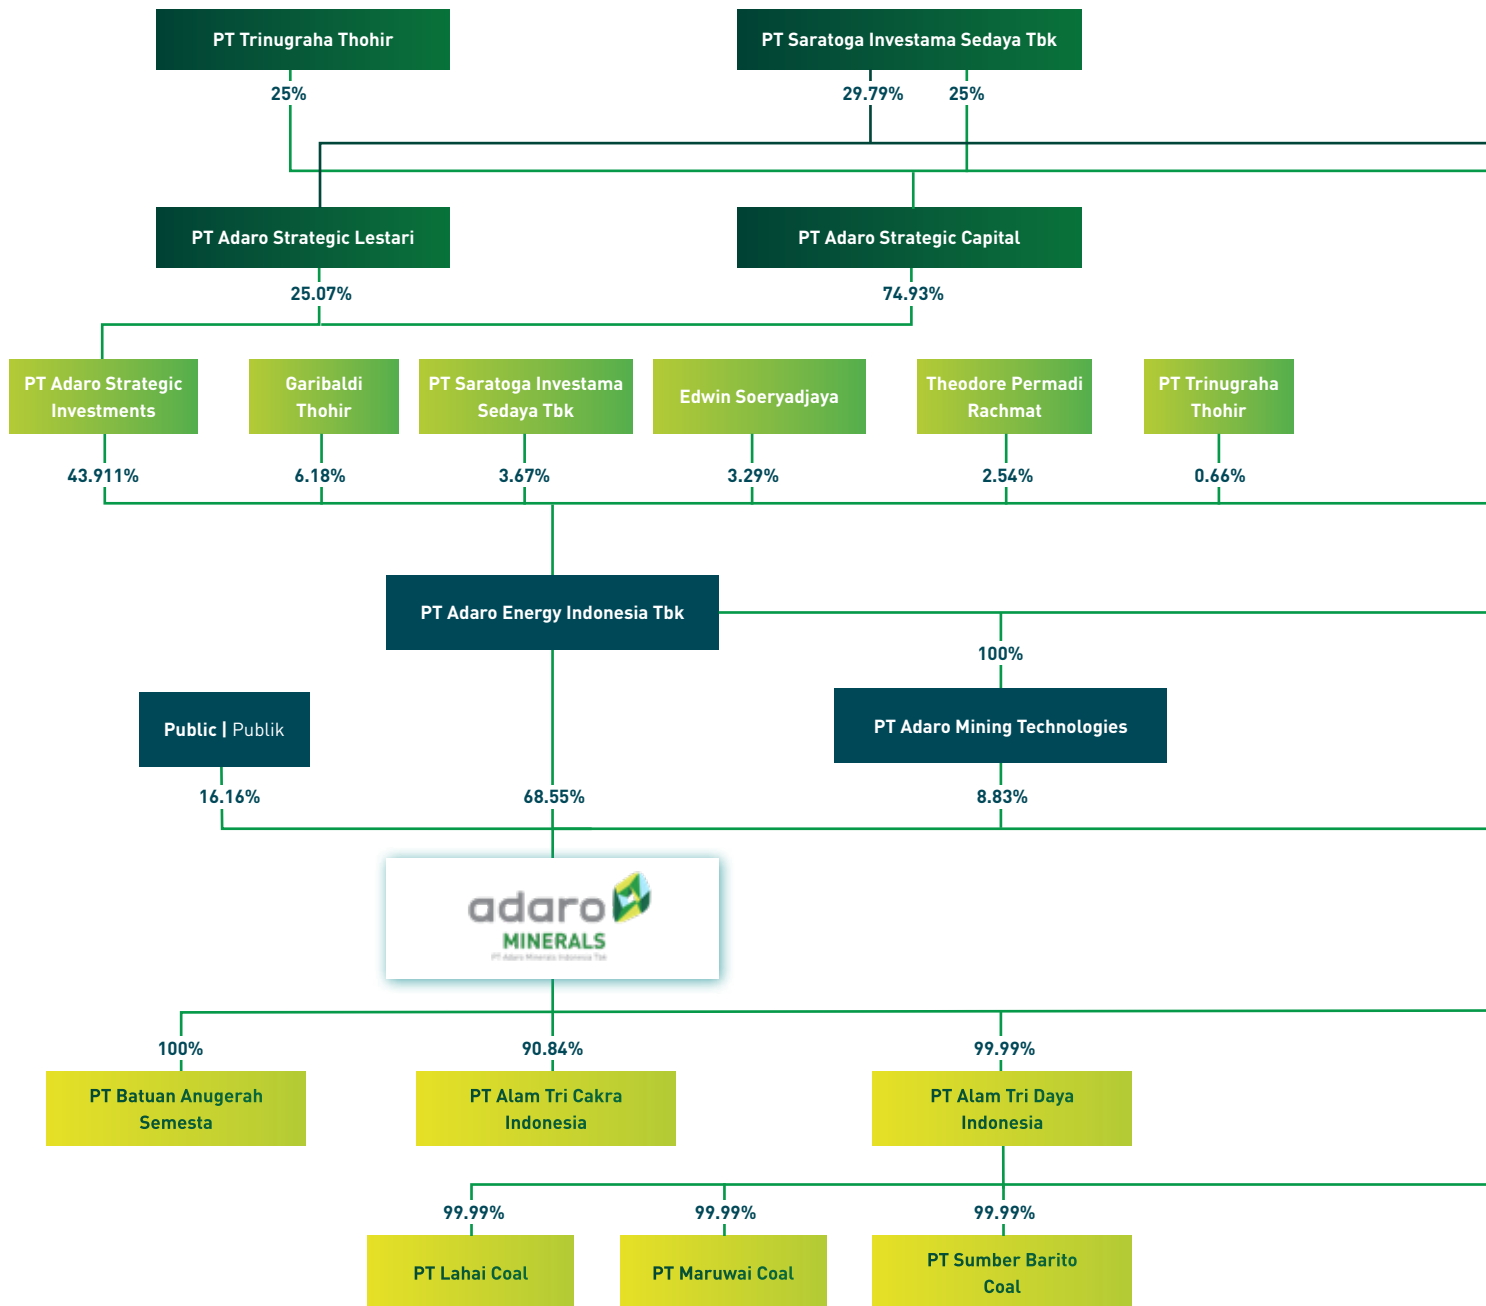 PT Trinugraha Thohir
PT Saratoga Investama Sedaya Tbk
25%
29.79%
25%
PT Adaro Strategic Lestari
PT Adaro Strategic Capital
25.07%
74.93%
PT Adaro Strategic
Investments
Garibaldi
Thohir
PT Saratoga Investama
Sedaya Tbk
Edwin Soeryadjaya
Theodore Permadi
Rachmat
PT Trinugraha
Thohir
43.911%
6.18%
3.67%
3.29%
2.54%
0.66%
PT Adaro Energy Indonesia Tbk
100%
Public | Publik
PT Adaro Mining Technologies
16.16%
68.55%
8.83%
adaro
MINERALS
PT Adaro Minerals Indonesia Tbk
100%
90.84%
99.99%
PT Batuan Anugerah
Semesta
PT Alam Tri Cakra
Indonesia
PT Alam Tri Daya
Indonesia
99.99%
99.99%
99.99%
PT Lahai Coal
PT Maruwai Coal
PT Sumber Barito
Coal